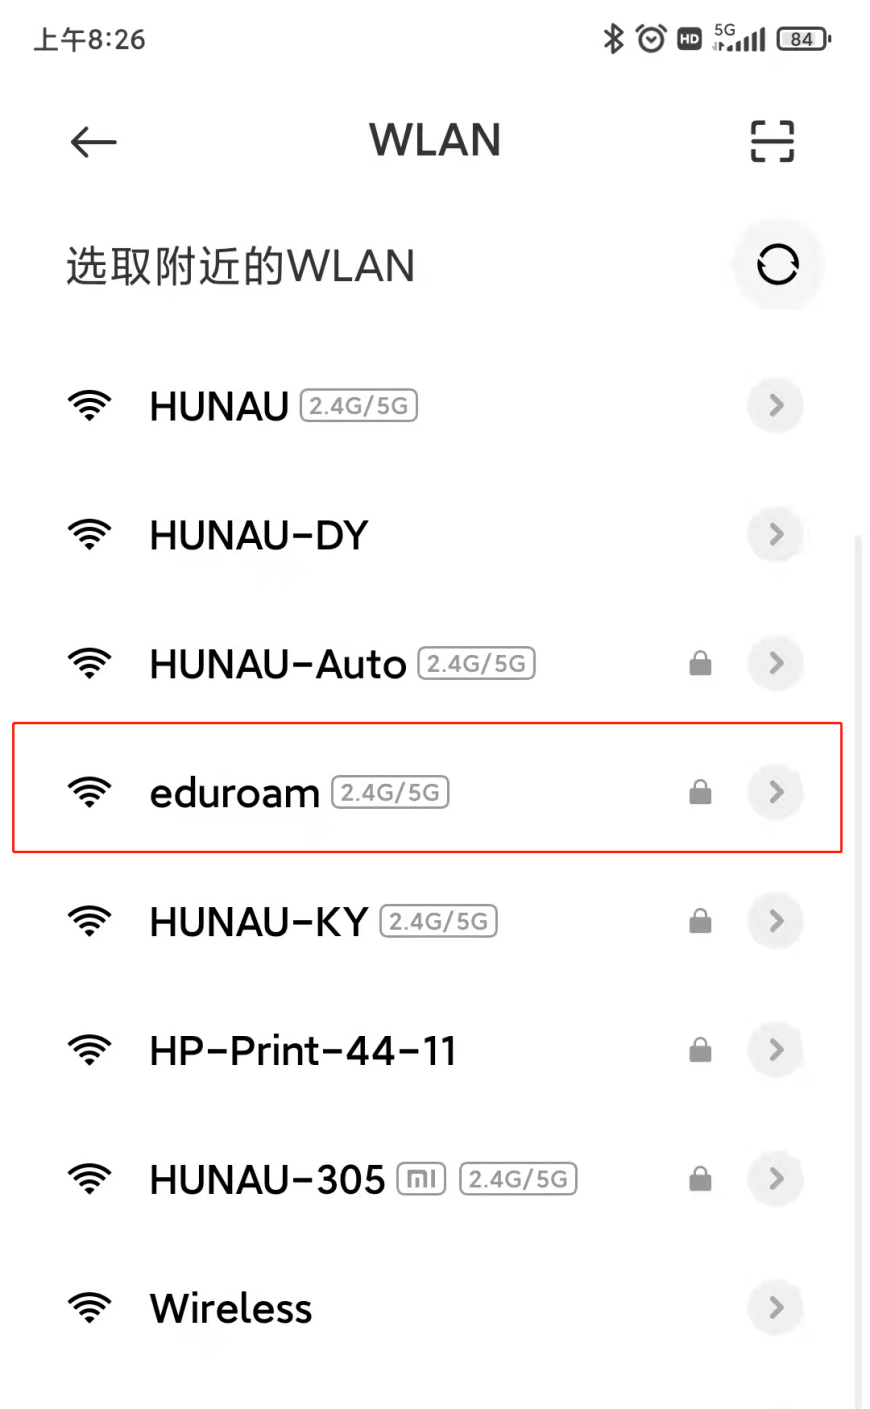 上午8:26 HD 5G 84
WLAN
选取附近的WLAN
HUNAU 2.4G/5G
HUNAU-DY
HUNAU-Auto 2.4G/5G
eduroam 2.4G/5G
HUNAU-KY 2.4G/5G
HP-Print-44-11
HUNAU-305 MI 2.4G/5G
Wireless